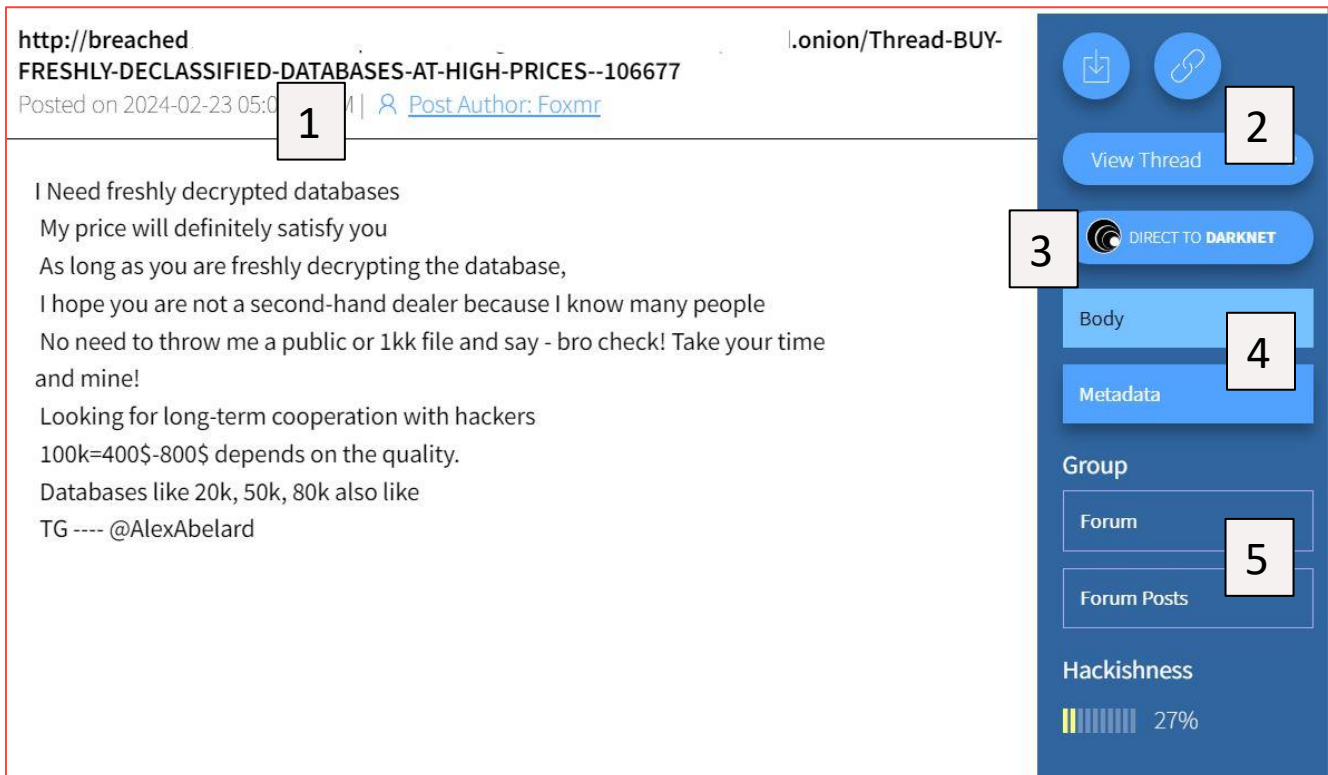 http://breached .onion/Thread-BUY-
FRESHLY-DECLASSIFIED-DATABASES-AT-HIGH-PRICES--106677
Posted on 2024-02-23 05:0 M | Post Author: Foxmr
1
I Need freshly decrypted databases
My price will definitely satisfy you
As long as you are freshly decrypting the database,
I hope you are not a second-hand dealer because I know many people
No need to throw me a public or 1kk file and say - bro check! Take your time
and mine!
Looking for long-term cooperation with hackers
100k=400$-800$ depends on the quality.
Databases like 20k, 50k, 80k also like
TG ---- @AlexAbelard
2
View Thread
3
DIRECT TO DARKNET
Body
4
Metadata
Group
Forum
5
Forum Posts
Hackishness
27%